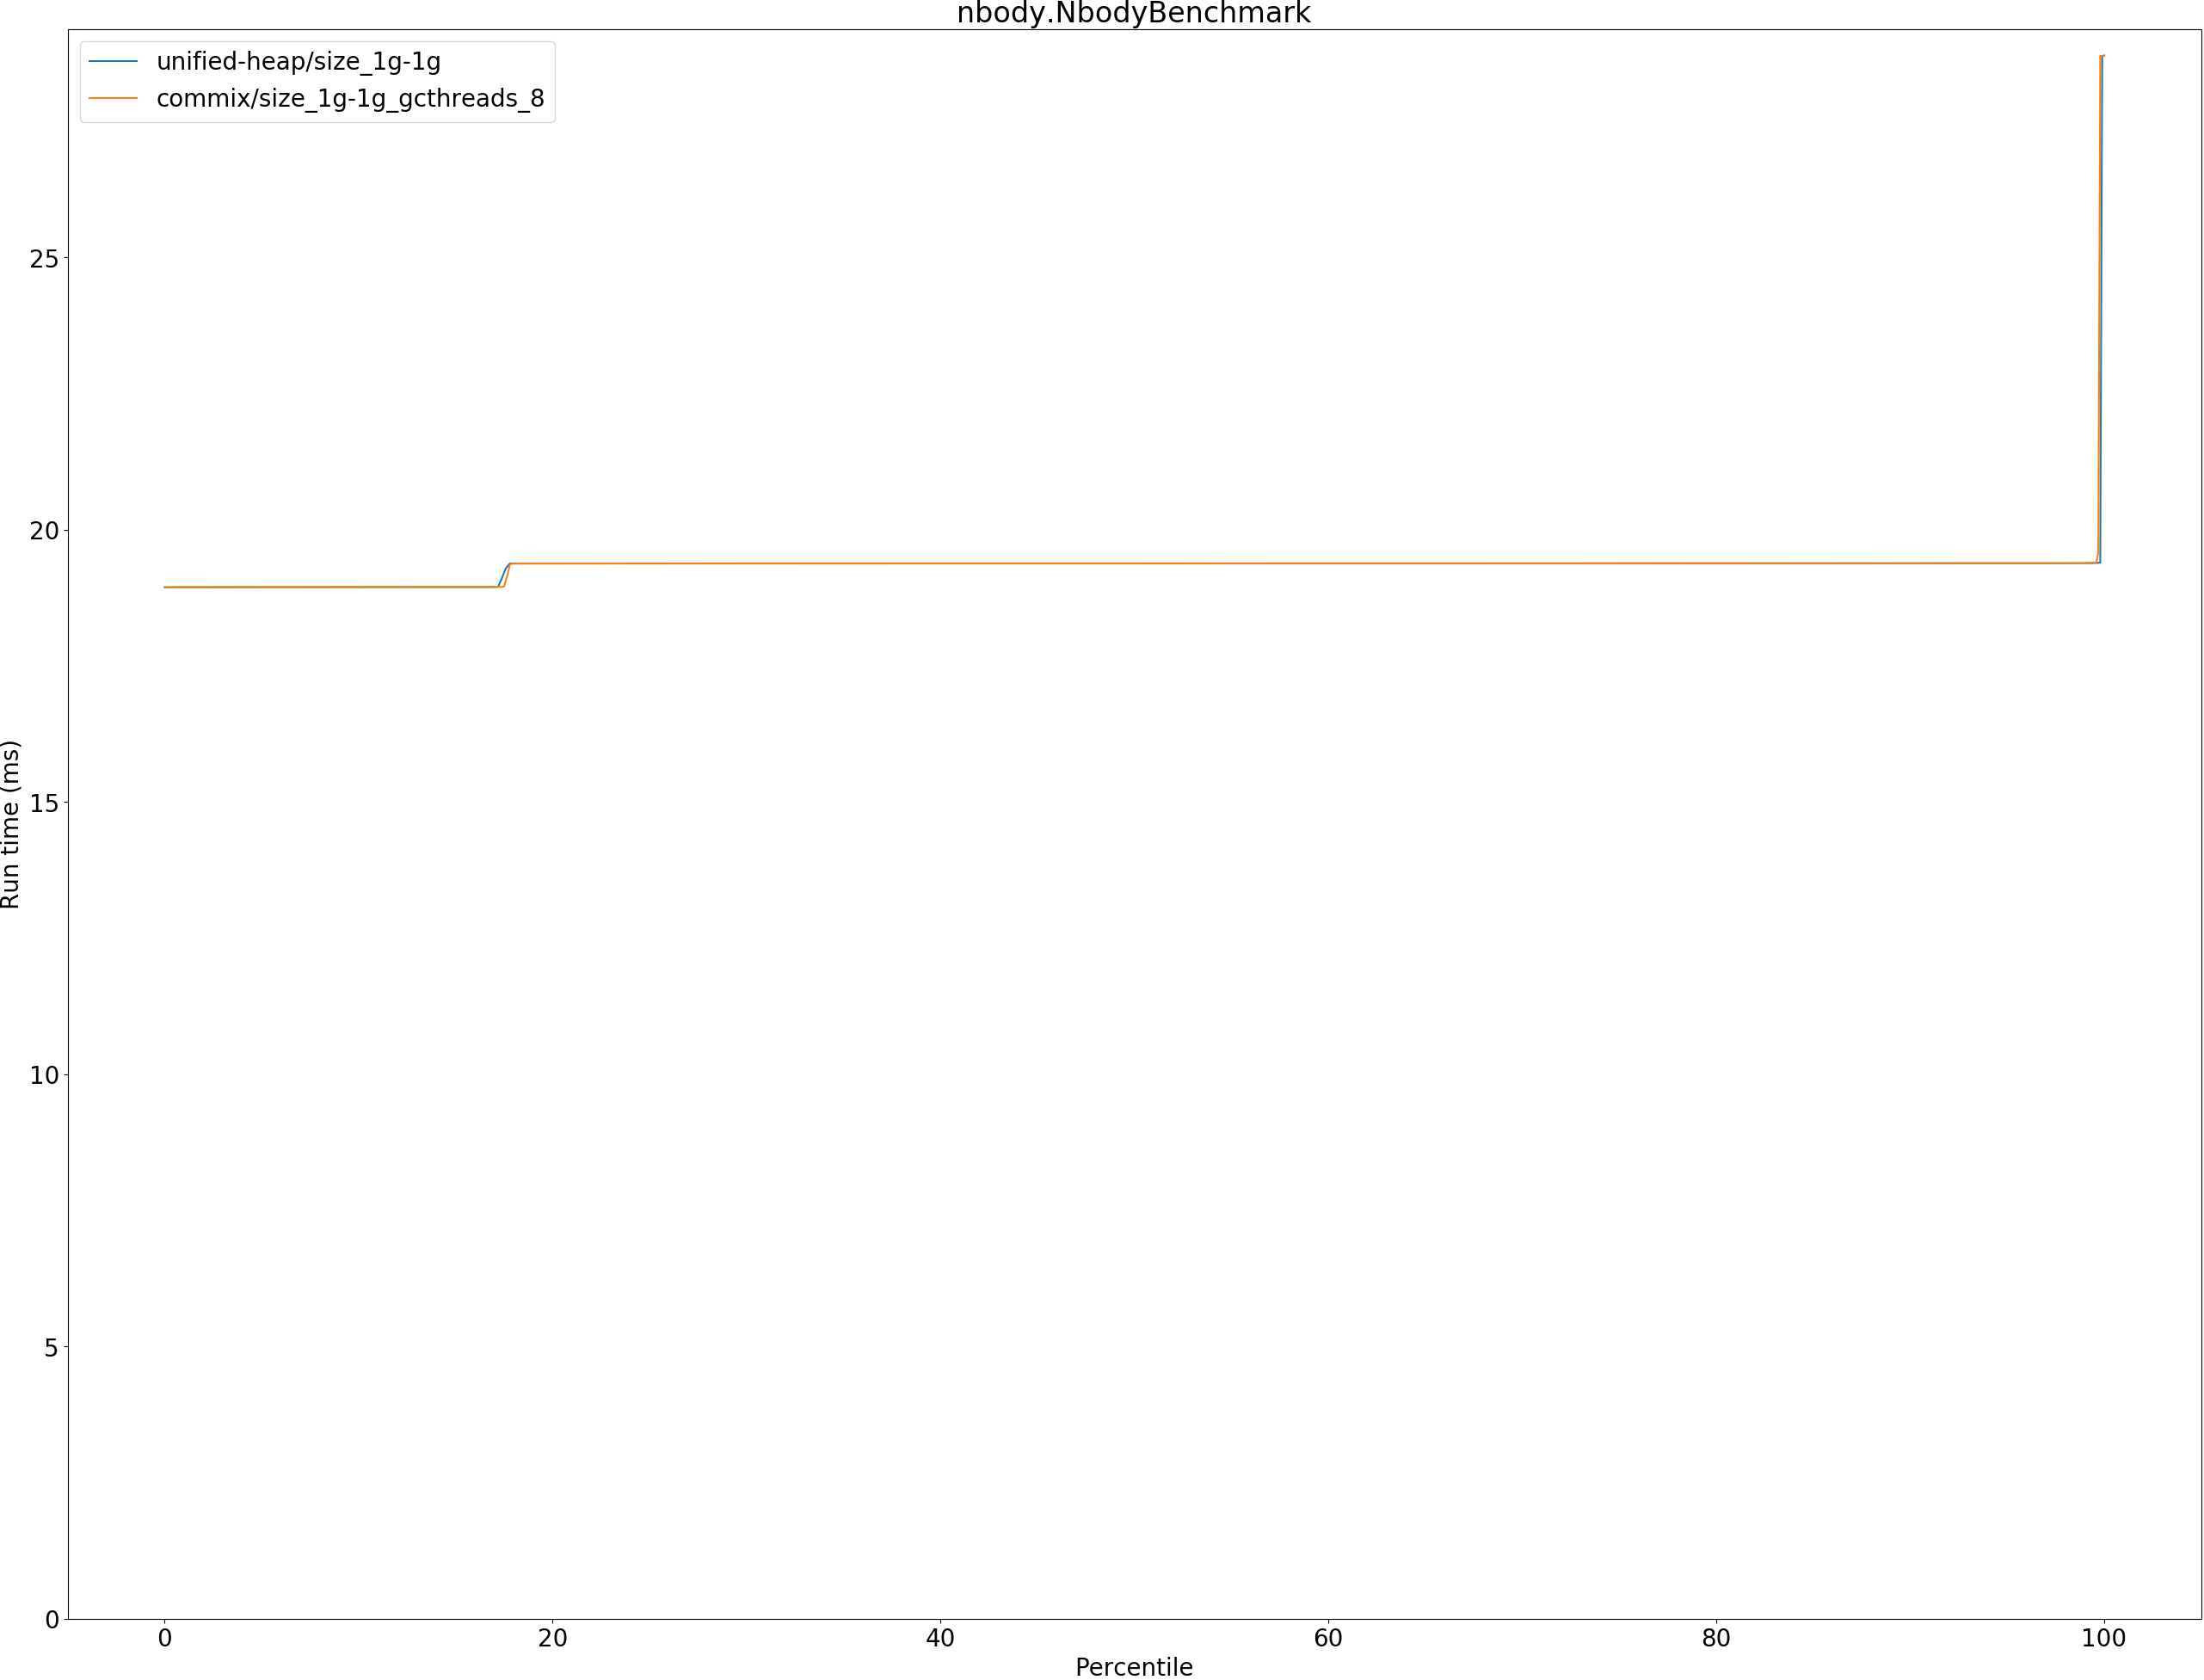 nbody.NbodyBenchmark
unified-heap/size_1g-1g
commix/size_1g-1g_gcthreads_8
25
20
15
10
5
0
Run time (ms)
0 20 40 60 80 100
Percentile